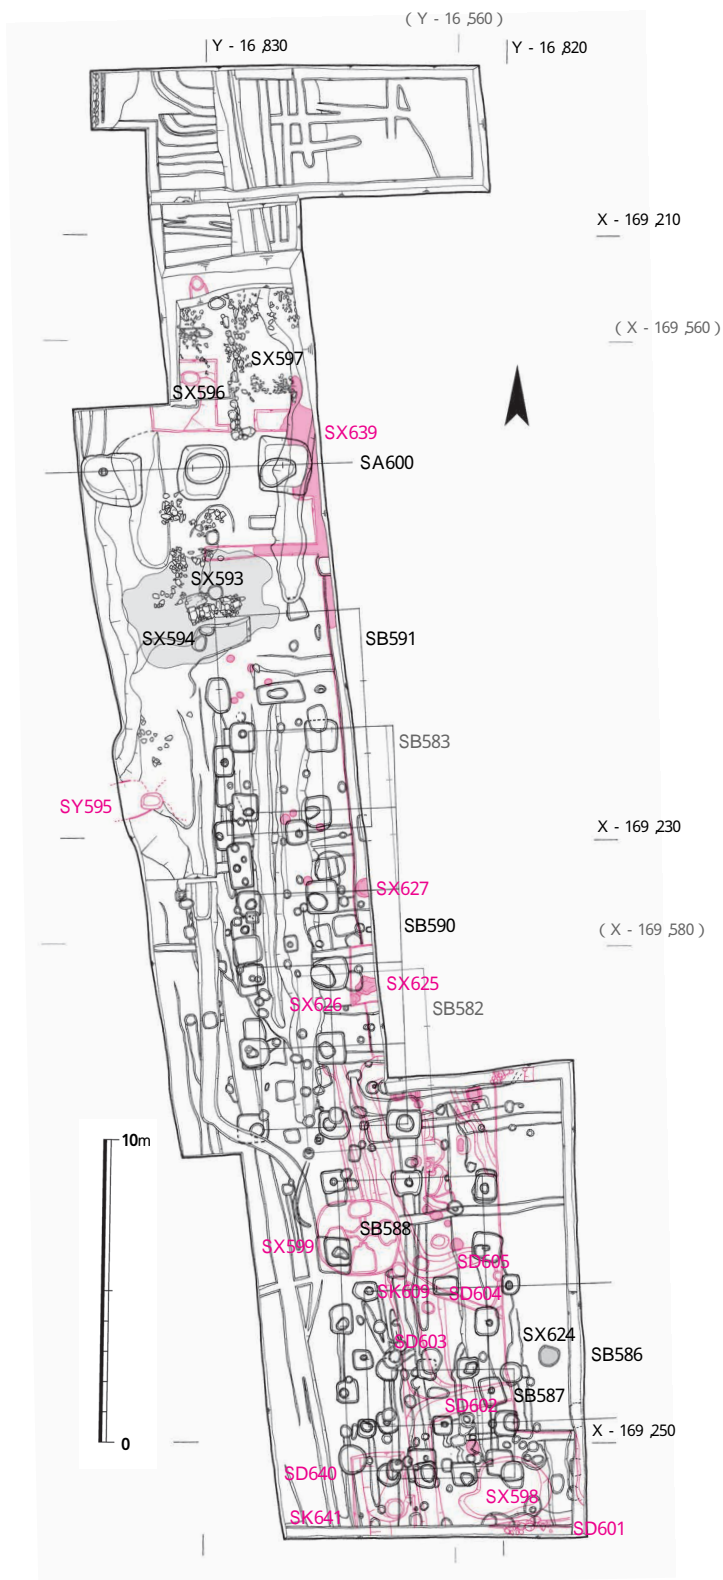 ( Y - 16 ,560 )
Y - 16 ,830
Y - 16 ,820
X - 169 ,210
( X - 169 ,560 )
SX597
SX596
SX639
SA600
SX593
SX594
SB591
SB583
SY595
X - 169 ,230
SX627
SB590
( X - 169 ,580 )
SX625
SX626
SB582
10m
SB588
SX599
SD605
SK609
SD604
SX624
SD603
SB586
SB587
SD602
X - 169 ,250
0
SD640
SX598
SK641
SD601